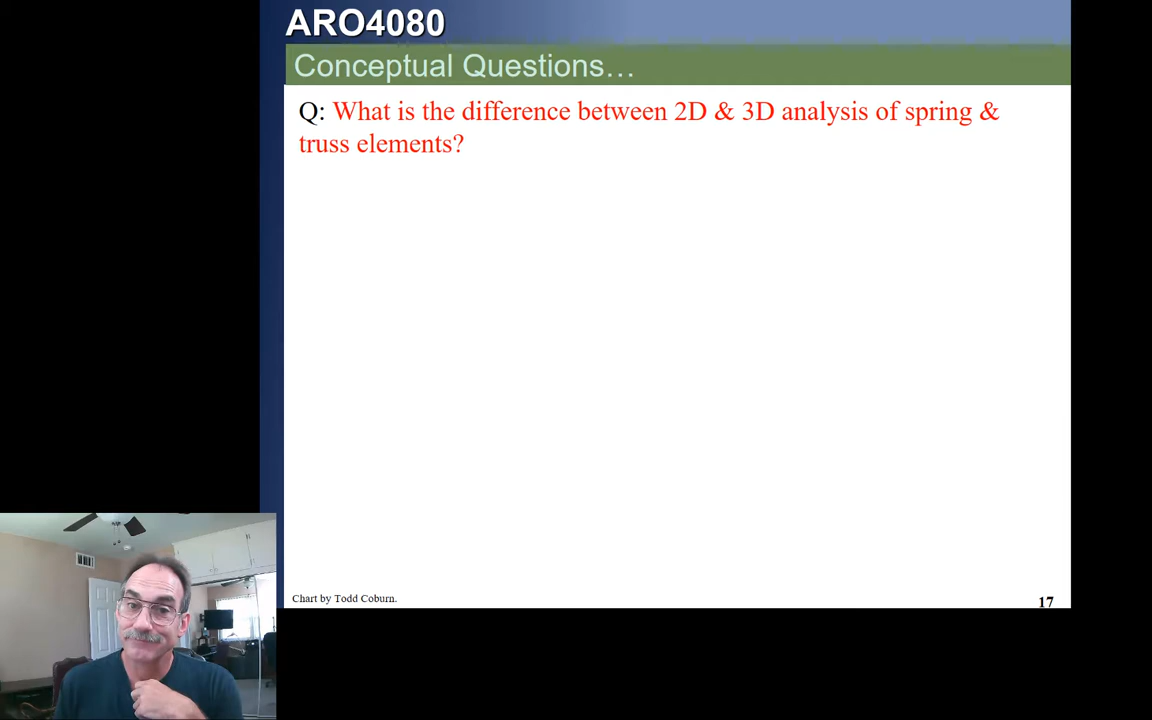 ARO4080
Conceptual Questions…
Q: What is the difference between 2D & 3D analysis of spring &
truss elements?
Chart by Todd Coburn.
17